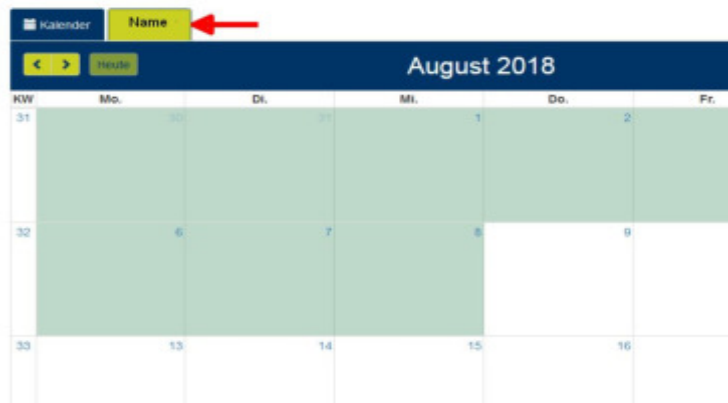 Kalender Name
Heute August 2018
KW Mo. Di. Mi. Do. Fr.
31 30 31 1 2
32 6 7 8 9
33 13 14 15 16